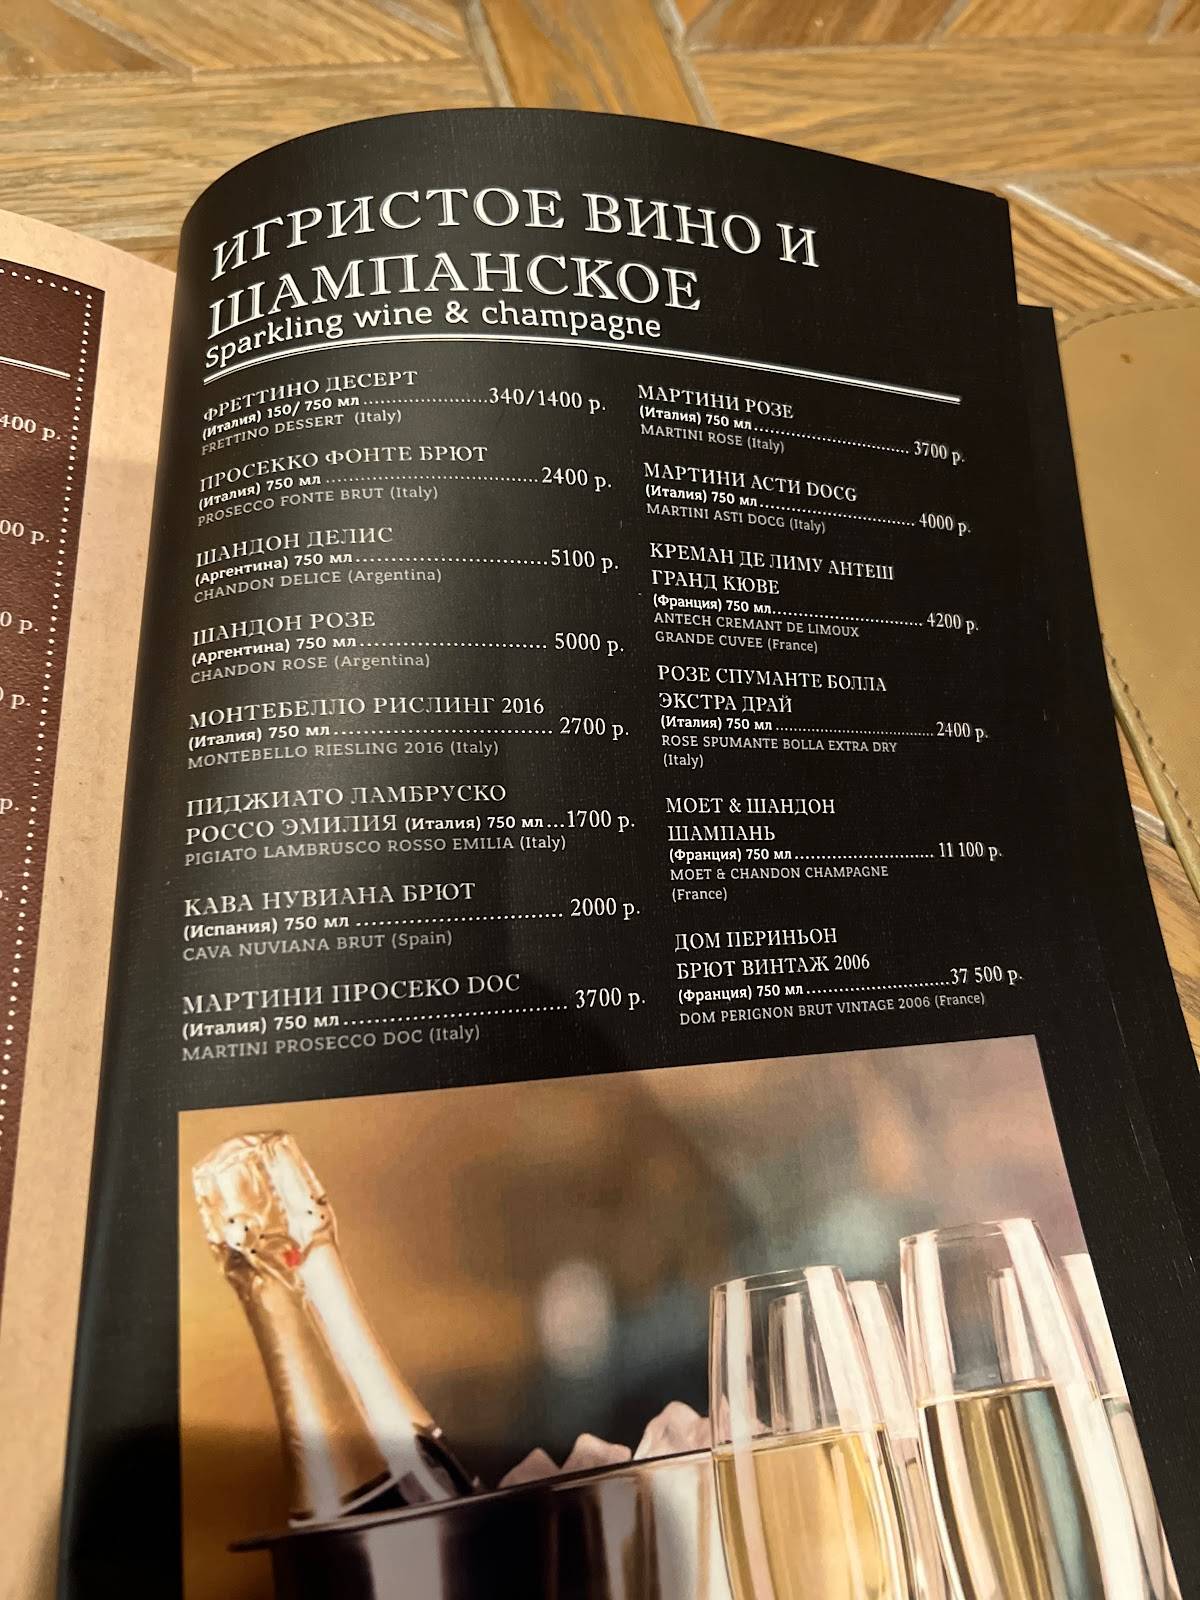 ИГРИСТОЕ ВИНО И
ШАМПАНСКОЕ
Sparkling wine & champagne
ФРЕТТИНО ДЕСЕРТ
(Италия) 150/ 750 мл ......................340/1400 р.
FRETTINO DESSERT (Italy)
ПРОСЕККО ФОНТЕ БРЮТ
(Италия) 750 мл ....................................2400 р.
PROSECCO FONTE BRUT (Italy)
ШАНДОН ДЕЛИС
(Аргентина) 750 мл................................5100 р.
CHANDON DELICE (Argentina)
ШАНДОН РОЗЕ
(Аргентина) 750 мл............................... 5000 р.
CHANDON ROSE (Argentina)
МОНТЕБЕЛЛО РИСЛИНГ 2016
(Италия) 750 мл.................................... 2700 р.
MONTEBELLO RIESLING 2016 (Italy)
ПИДЖИАТО ЛАМБРУСКО
РОССО ЭМИЛИЯ (Италия) 750 мл...1700 р.
PIGIATO LAMBRUSCO ROSSO EMILIA (Italy)
КАВА НУВИАНА БРЮТ
(Испания) 750 мл ................................. 2000 р.
CAVA NUVIANA BRUT (Spain)
МАРТИНИ ПРОСЕКО DOC
(Италия) 750 мл.................................... 3700 р.
MARTINI PROSECCO DOC (Italy)
МАРТИНИ РОЗЕ
(Италия) 750 мл.................................... 3700 р.
MARTINI ROSE (Italy)
МАРТИНИ АСТИ DOCG
(Италия) 750 мл.................................... 4000 р.
MARTINI ASTI DOCG (Italy)
КРЕМАН ДЕ ЛИМУ АНТЕШ
ГРАНД КЮВЕ
(Франция) 750 мл.................................. 4200 р.
ANTECH CREMANT DE LIMOUX
GRANDE CUVEE (France)
РОЗЕ СПУМАНТЕ БОЛЛА
ЭКСТРА ДРАЙ
(Италия) 750 мл.....................................2400 р.
ROSE SPUMANTE BOLLA EXTRA DRY
(Italy)
МОЕТ & ШАНДОН
ШАМПАНЬ
(Франция) 750 мл............................... 11 100 р.
MOET & CHANDON CHAMPAGNE
(France)
ДОМ ПЕРИНЬОН
БРЮТ ВИНТАЖ 2006
(Франция) 750 мл................................37 500 р.
DOM PERIGNON BRUT VINTAGE 2006 (France)